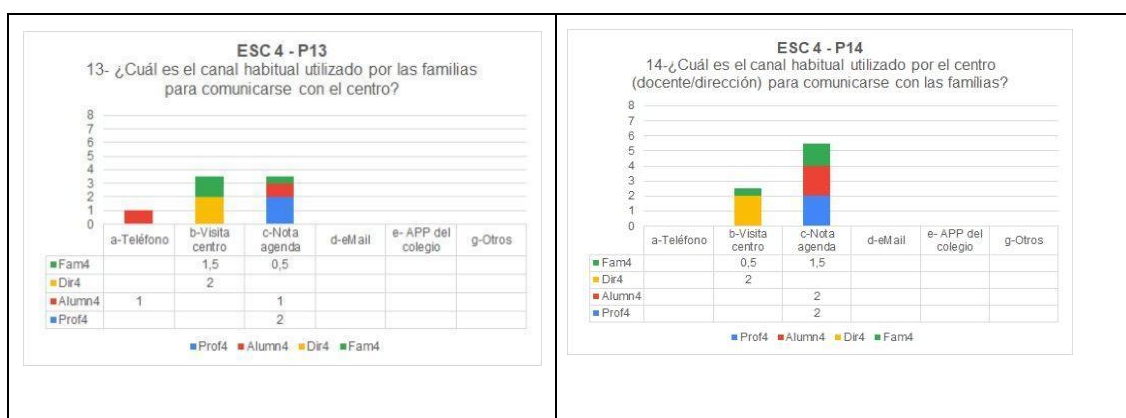 ESC 4 - P13
13- ¿Cuál es el canal habitual utilizado por las familias
para comunicarse con el centro?
8
7
6
5
4
3
2
1
0
a-Teléfono b-Visita centro c-Nota agenda d-eMail e- APP del colegio g-Otros
Fam4 1,5 0,5
Dir4 2
Alumn4 1 1
Prof4 2
Prof4 Alumn4 Dir4 Fam4
ESC 4 - P14
14-¿Cuál es el canal habitual utilizado por el centro
(docente/dirección) para comunicarse con las famílias?
8
7
6
5
4
3
2
1
0
a-Teléfono b-Visita centro c-Nota agenda d-eMail e- APP del colegio g-Otros
Fam4 0,5 1,5
Dir4 2
Alumn4 2
Prof4 2
Prof4 Alumn4 Dir4 Fam4